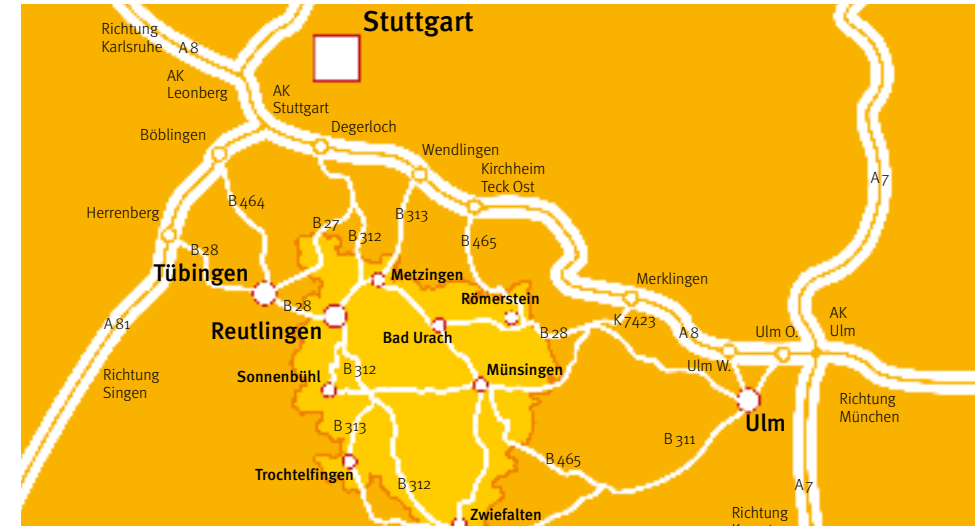 Stuttgart
Richtung
Karlsruhe
A 8
AK
Leonberg
AK
Stuttgart
Degerloch
Böblingen
Wendlingen
Kirchheim
Teck Ost
A 7
B 464
Herrenberg
B 27
B 313
B 312
B 465
B 28
Tübingen
Metzingen
Merklingen
Römerstein
B 28
Reutlingen
Bad Urach
B 28
K 7423
A 8
Ulm O.
AK
Ulm
A 81
Ulm W.
Richtung
Singen
Sonnenbühl
B 312
Münsingen
Richtung
München
Ulm
B 313
B 311
B 465
Trochtelfingen
B 312
A 7
Zwiefalten
Richtung